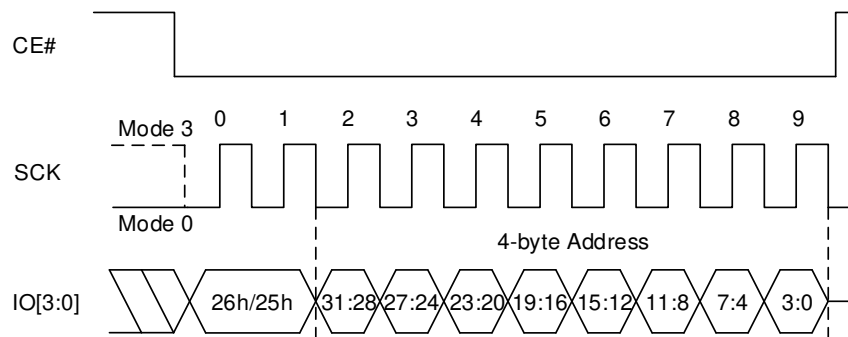 CE#
Mode 3 0 1 2 3 4 5 6 7 8 9
SCK
Mode 0
4-byte Address
IO[3:0] 26h/25h 31:28 27:24 23:20 19:16 15:12 11:8 7:4 3:0